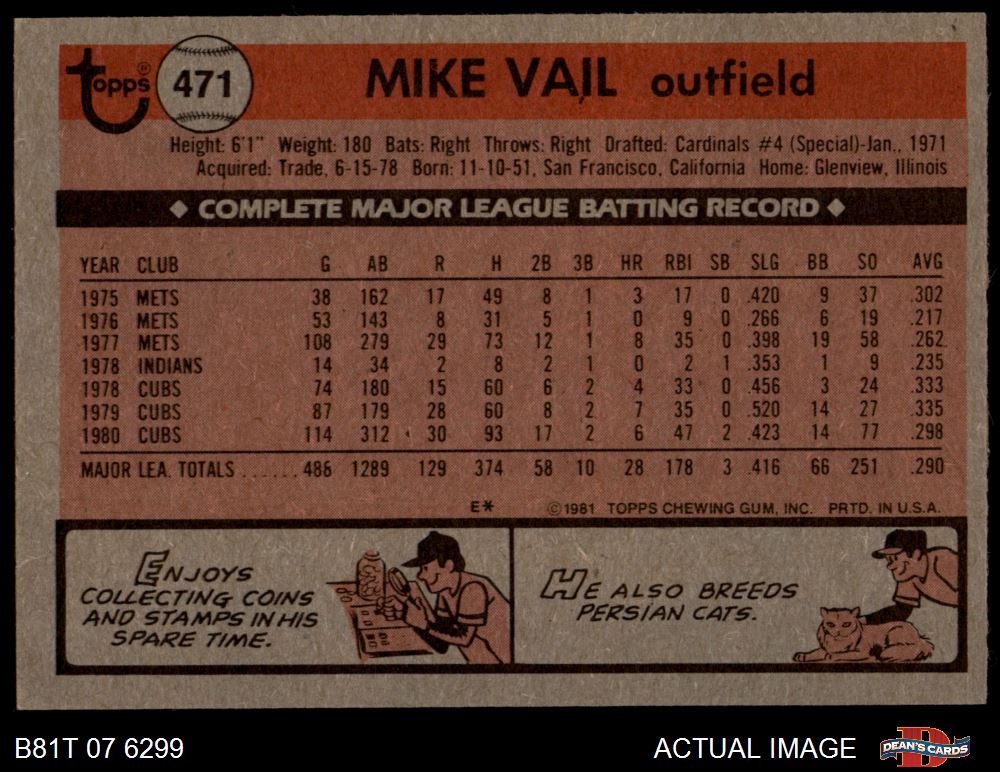 Topps® 471 MIKE VAIL outfield
Height: 6'1" Weight: 180 Bats: Right Throws: Right Drafted: Cardinals #4 (Special)-Jan., 1971
Acquired: Trade, 6-15-78 Born: 11-10-51, San Francisco, California Home: Glenview, Illinois
◆ COMPLETE MAJOR LEAGUE BATTING RECORD ◆
YEAR CLUB G AB R H 2B 3B HR RBI SB SLG BB SO AVG
1975 METS 38 162 17 49 8 1 3 17 0 .420 9 37 .302
1976 METS 53 143 8 31 5 1 0 9 0 .266 6 19 .217
1977 METS 108 279 29 73 12 1 8 35 0 .398 19 58 .262
1978 INDIANS 14 34 2 8 2 1 0 2 1 .353 1 9 .235
1978 CUBS 74 180 15 60 6 2 4 33 0 .456 3 24 .333
1979 CUBS 87 179 28 60 8 2 7 35 0 .520 14 27 .335
1980 CUBS 114 312 30 93 17 2 6 47 2 .423 14 77 .298
MAJOR LEA. TOTALS ...... 486 1289 129 374 58 10 28 178 3 .416 66 251 .290
E* ©1981 TOPPS CHEWING GUM, INC. PRTD. IN U.S.A.
ENJOYS
COLLECTING COINS
AND STAMPS IN HIS
SPARE TIME.
HE ALSO BREEDS
PERSIAN CATS.
B81T 07 6299 ACTUAL IMAGE DEAN'S CARDS